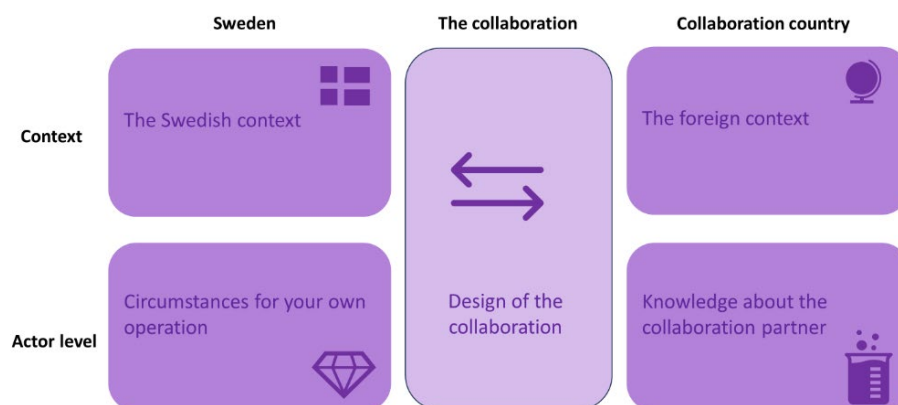 Sweden
The collaboration
Collaboration country
Context
The Swedish context
The foreign context
Actor level
Circumstances for your own
operation
Design of the
collaboration
Knowledge about the
collaboration partner